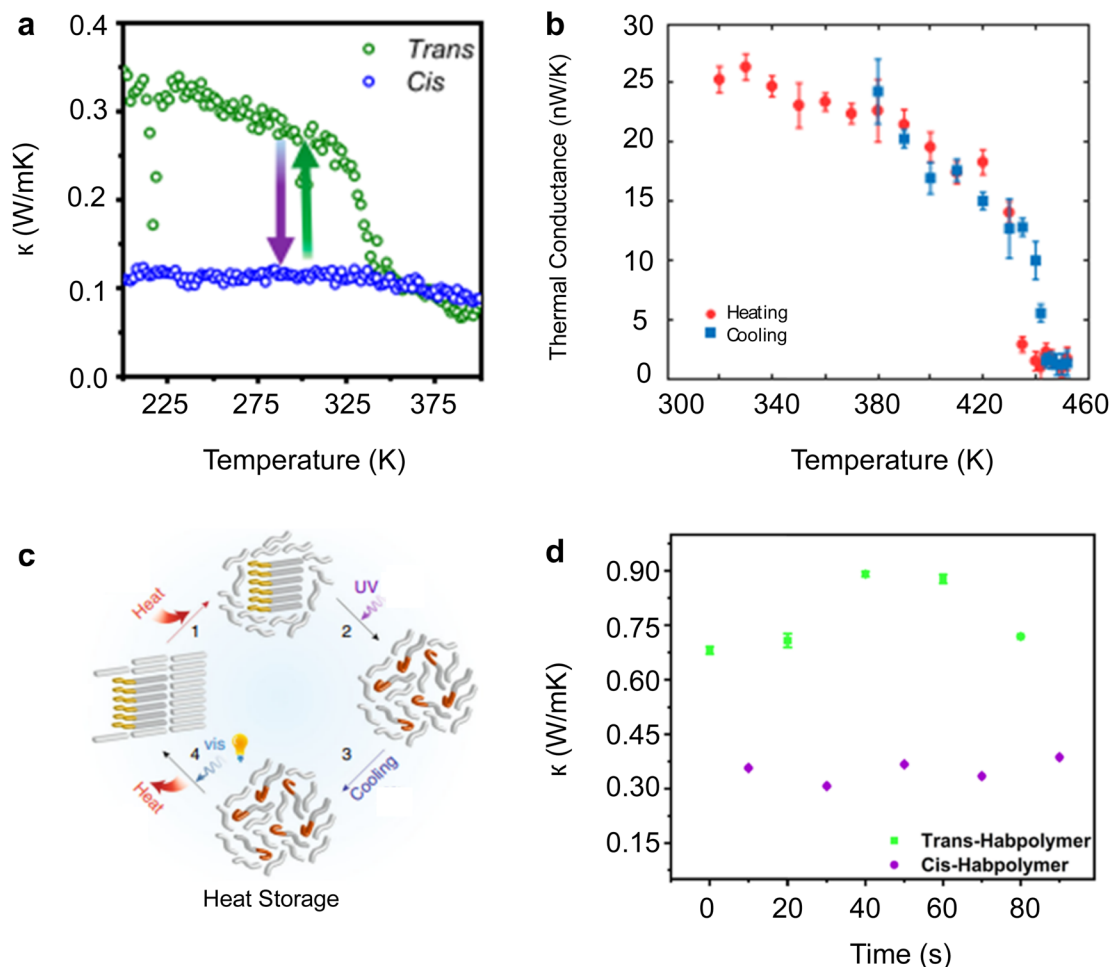 a
0.4
0.3
0.2
0.1
0.0
κ (W/mK)
Trans
Cis
225
275
325
375
Temperature (K)
b
30
25
20
15
10
5
0
Thermal Conductance (nW/K)
Heating
Cooling
300
340
380
420
460
Temperature (K)
c
Heat
1
UV
2
3
Cooling
4
vis
Heat
Heat Storage
d
0.90
0.75
0.60
0.45
0.30
0.15
κ (W/mK)
Trans-Habpolymer
Cis-Habpolymer
0
20
40
60
80
Time (s)